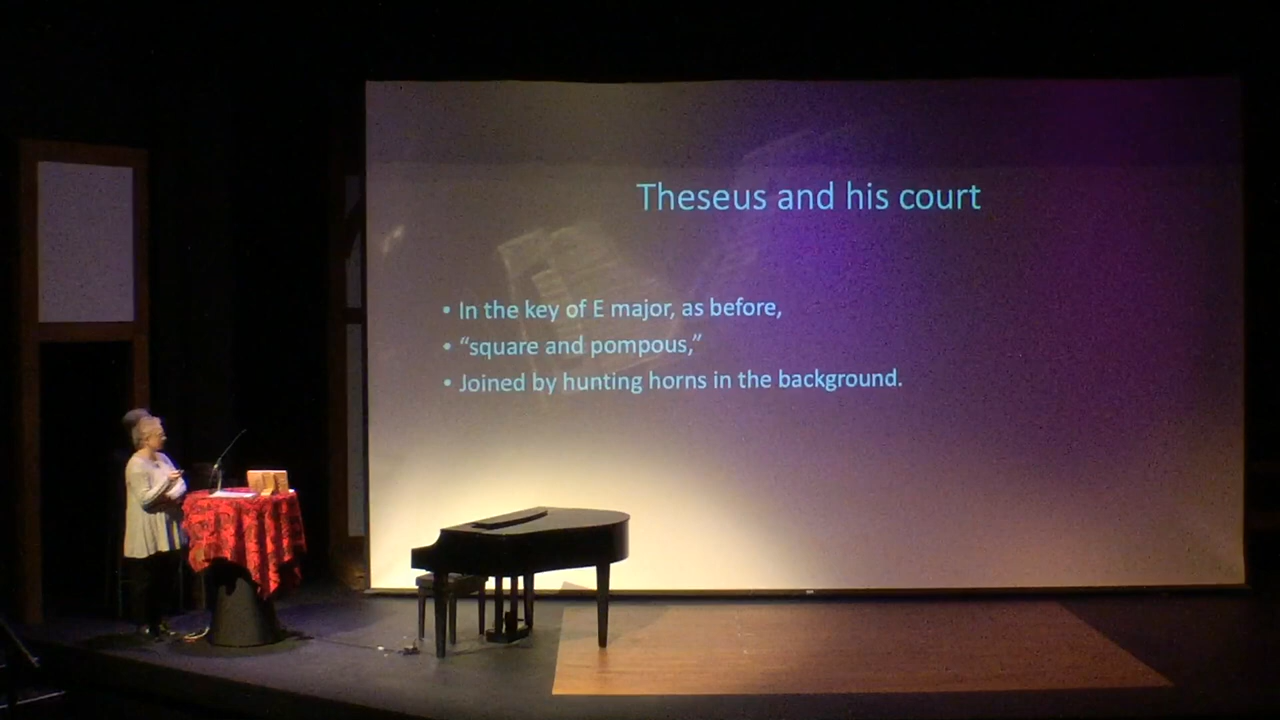 Theseus and his court
• In the key of E major, as before,
• “square and pompous,”
• Joined by hunting horns in the background.